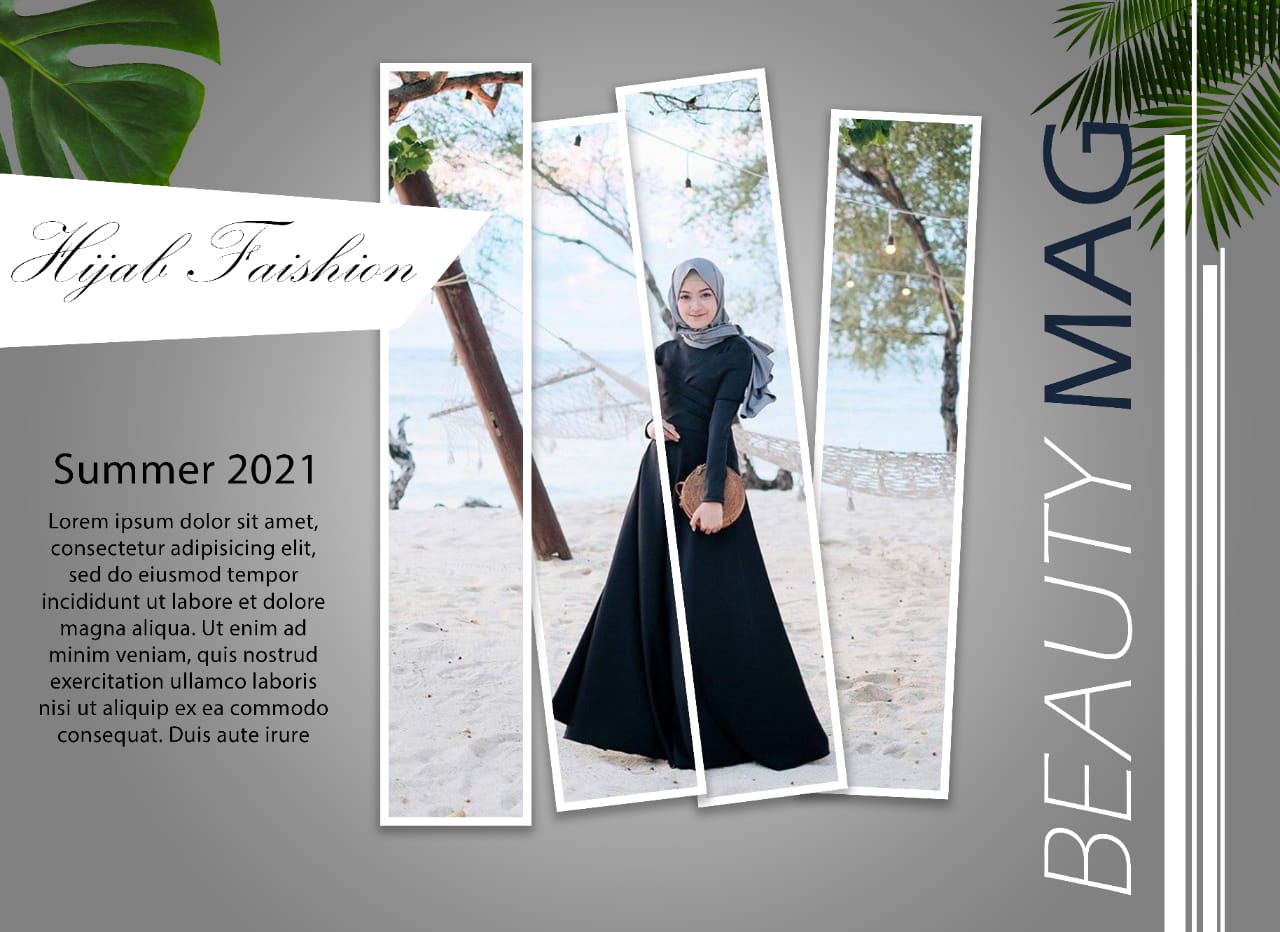 Hijab Faishion
Summer 2021
Lorem ipsum dolor sit amet,
consectetur adipisicing elit,
sed do eiusmod tempor
incididunt ut labore et dolore
magna aliqua. Ut enim ad
minim veniam, quis nostrud
exercitation ullamco laboris
nisi ut aliquip ex ea commodo
consequat. Duis aute irure
BEAUTY MAG